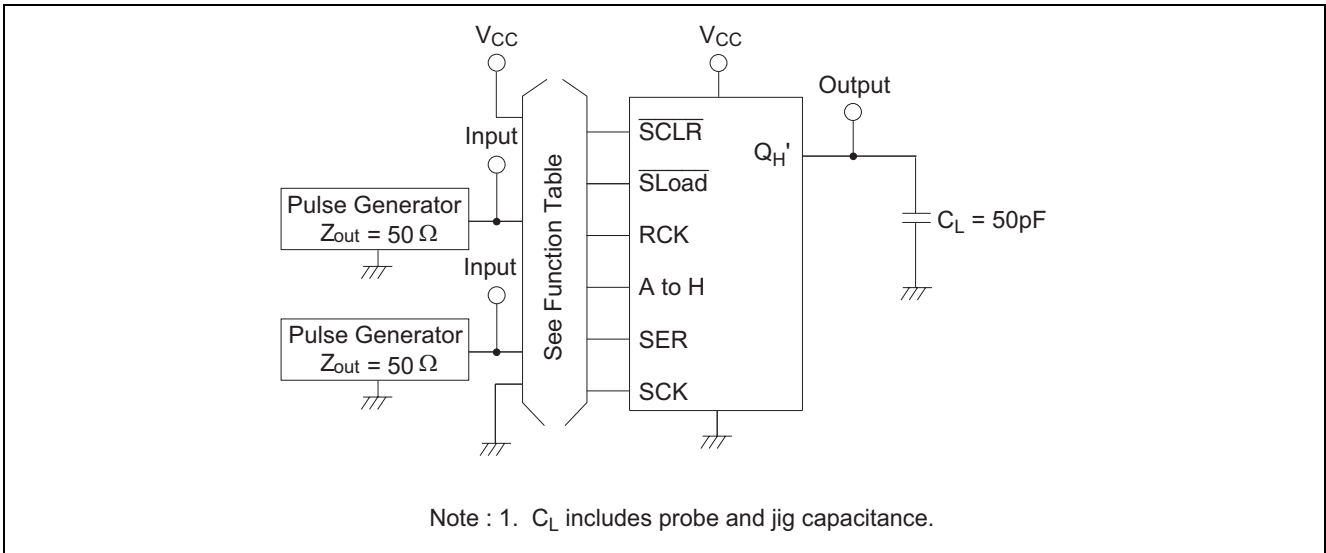 VCC
VCC
Output
Input
SCLR
QH'
SLoad
Pulse Generator
Zout = 50 Ω
See Function Table
RCK
CL = 50pF
Input
A to H
Pulse Generator
Zout = 50 Ω
SER
SCK
Note : 1. CL includes probe and jig capacitance.